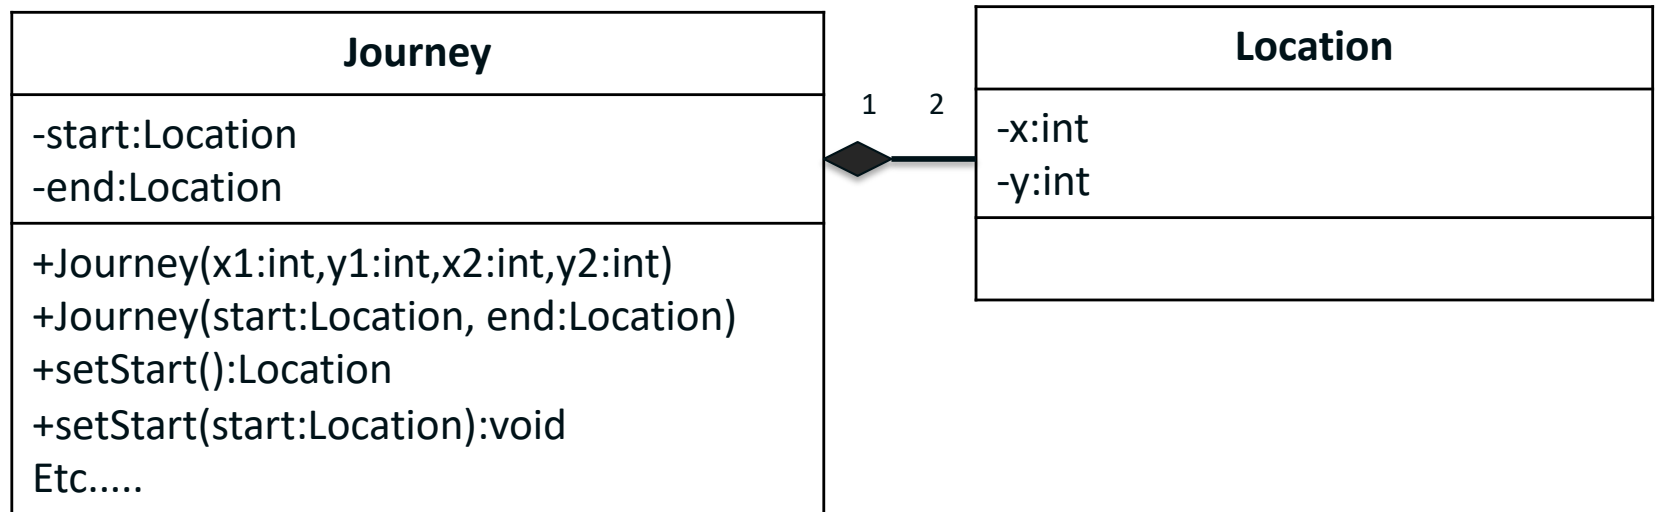 Journey
-start:Location
-end:Location
+Journey(x1:int,y1:int,x2:int,y2:int)
+Journey(start:Location, end:Location)
+setStart():Location
+setStart(start:Location):void
Etc.....
1 2
Location
-x:int
-y:int